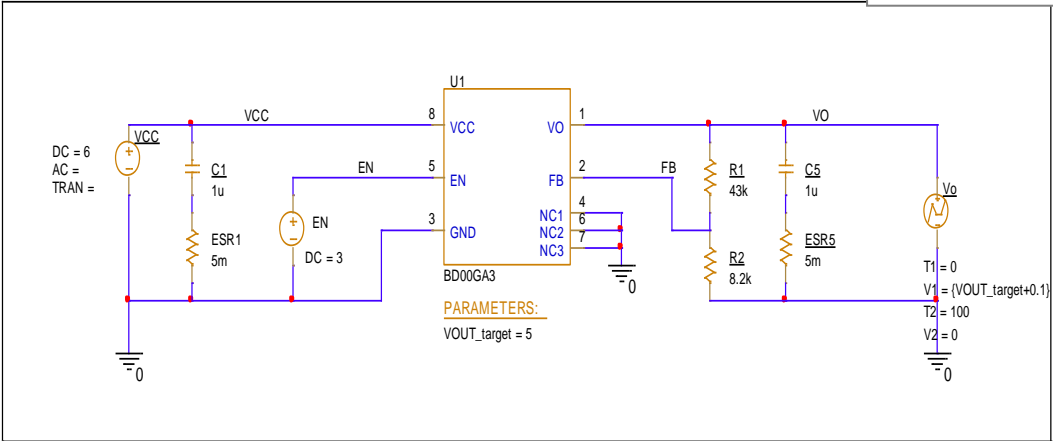 U1
VCC
8
VCC
VO
1
VO
VCC
DC = 6
AC =
TRAN =
C1
1u
EN
5
EN
FB
2
FB
R1
43k
C5
1u
Vo
EN
DC = 3
3
GND
NC1
4
NC2
6
NC3
7
ESR1
5m
R2
8.2k
ESR5
5m
BD00GA3
0
T1 = 0
V1 = {VOUT_target+0.1}
T2 = 100
V2 = 0
PARAMETERS:
VOUT_target = 5
0
0